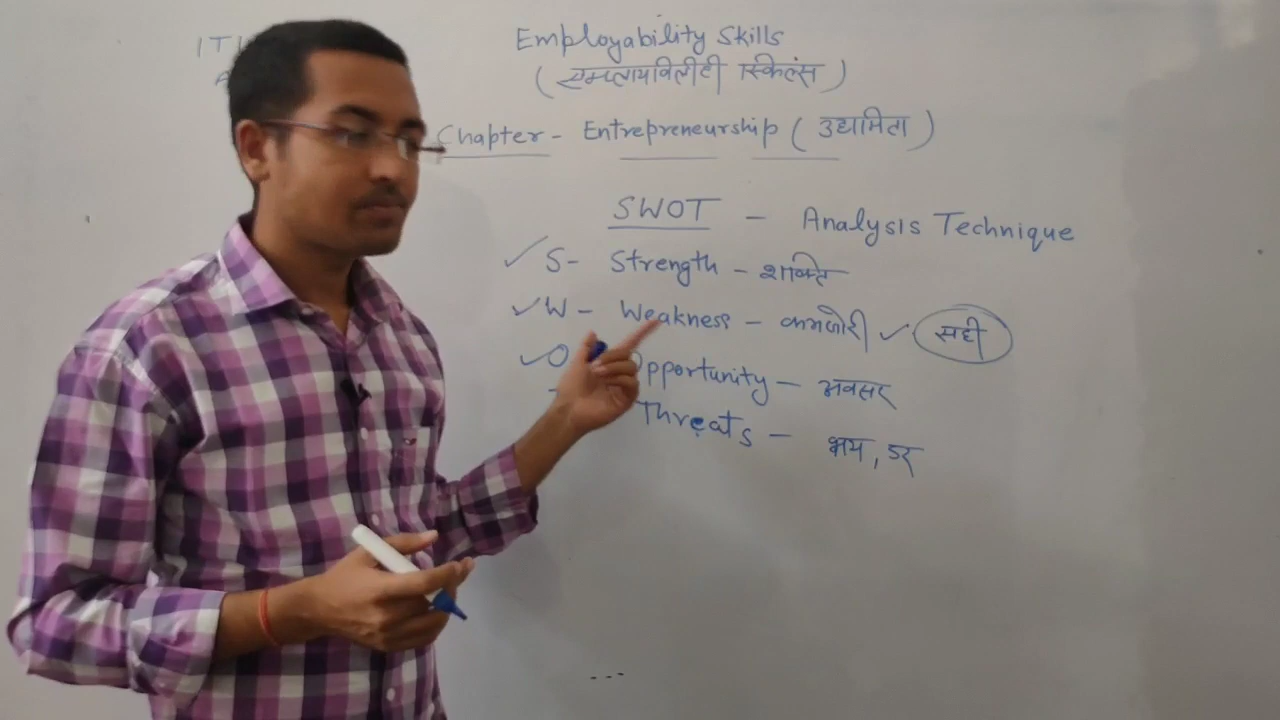 Employability Skills
(एम्प्लायबिलीटी स्किल्स)
Chapter - Entrepreneurship (उद्यमिता)
SWOT - Analysis Technique
S - Strength - शक्ति
W - Weakness - कमजोरी सही
O pportunity - अवसर
Threats - भय, डर